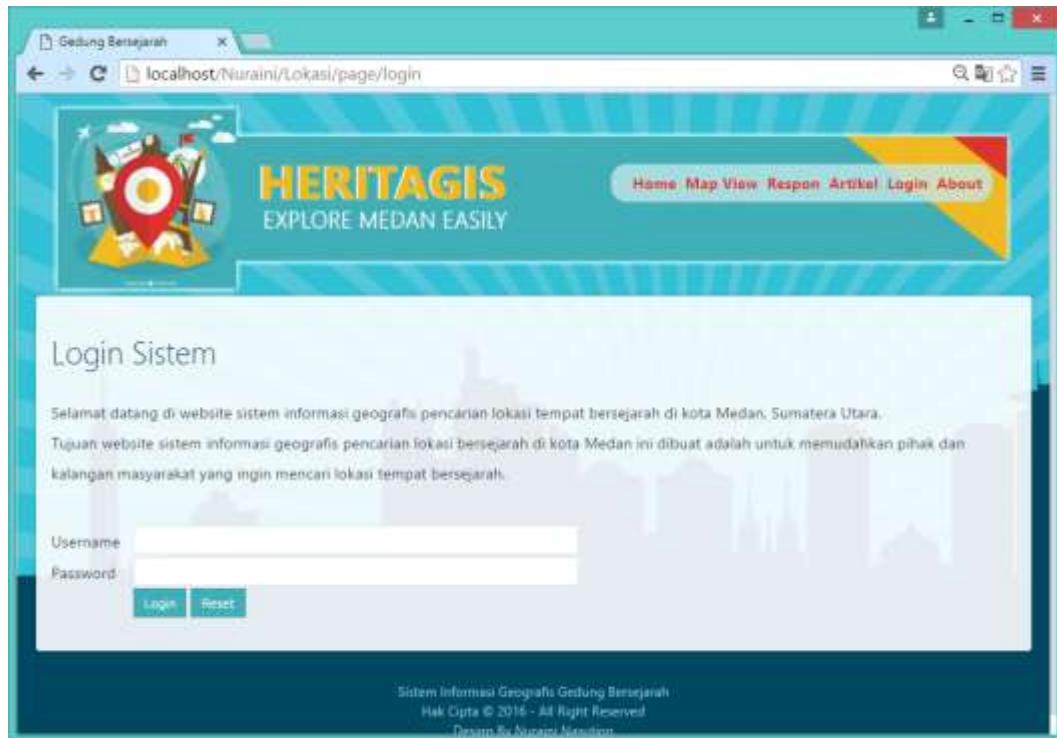 Gedung Bersejarah
localhost/Nuraini/Lokasi/page/login
HERITAGIS
EXPLORE MEDAN EASILY
Home Map View Respon Artikel Login About
Login Sistem
Selamat datang di website sistem informasi geografis pencarian lokasi tempat bersejarah di kota Medan, Sumatera Utara.
Tujuan website sistem informasi geografis pencarian lokasi bersejarah di kota Medan ini dibuat adalah untuk memudahkan pihak dan
kalangan masyarakat yang ingin mencari lokasi tempat bersejarah.
Username
Password
Login Reset
Sistem Informasi Geografis Gedung Bersejarah
Hak Cipta © 2016 - All Right Reserved
Design By Nuraini Nasution